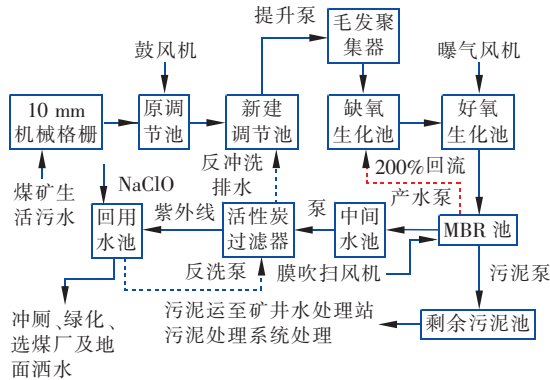 提升泵
毛发聚
集器
鼓风机
曝气风机
10 mm
机械格栅
原调
节池
新建
调节池
缺氧
生化池
好氧
生化池
煤矿生
活污水
NaClO
反冲洗
排水
200%回流
产水泵
回用
水池
紫外线
活性炭
过滤器
泵
中间
水池
MBR 池
反洗泵
膜吹扫风机
污泥泵
冲厕、绿化、
选煤厂及地
面洒水
污泥运至矿井水处理站
污泥处理系统处理
剩余污泥池